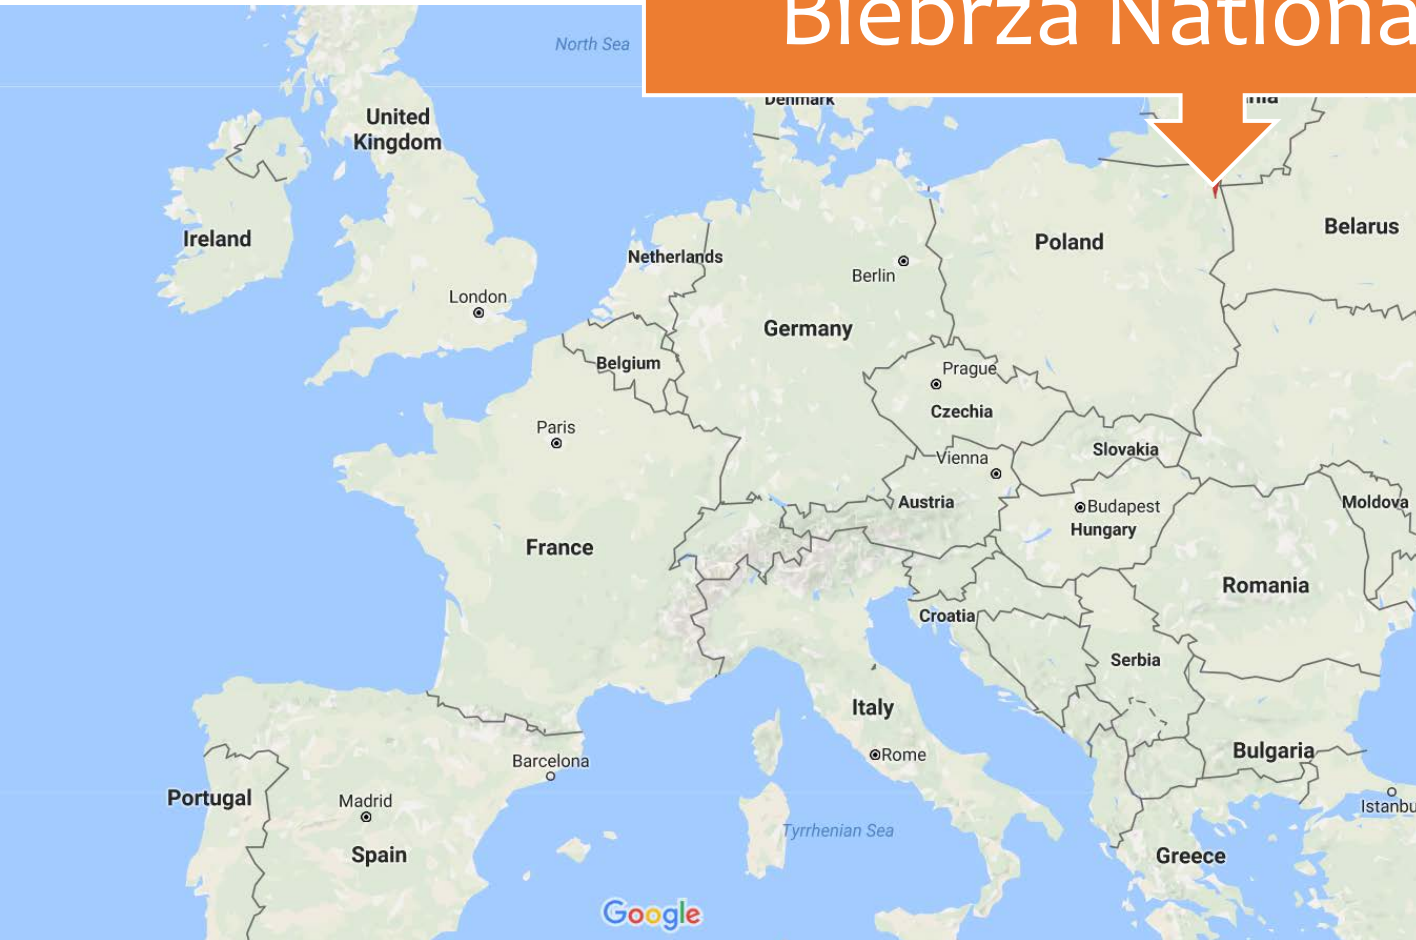 Biebrza Nationa
North Sea
Denmark
nia
United
Kingdom
Ireland
Netherlands
Poland
Belarus
Berlin
London
Germany
Belgium
Prague
Czechia
Paris
Slovakia
Vienna
Austria
Budapest
Hungary
Moldova
France
Romania
Croatia
Serbia
Italy
Rome
Bulgaria
Barcelona
Portugal
Madrid
Istanbu
Tyrrhenian Sea
Spain
Greece
Google